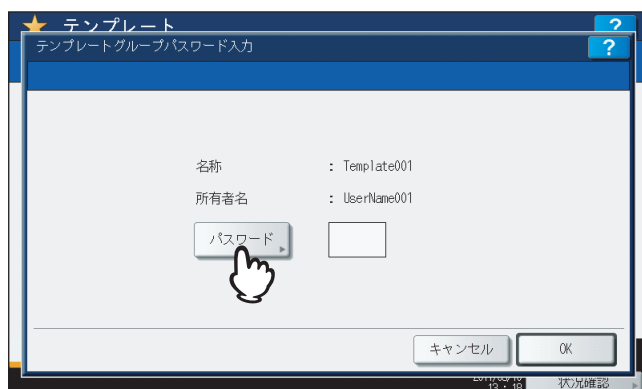 テンプレート
?
テンプレートグループパスワード入力
?
名称 : Template001
所有者名 : UserName001
パスワード
キャンセル
OK
13 : 18
状況確認